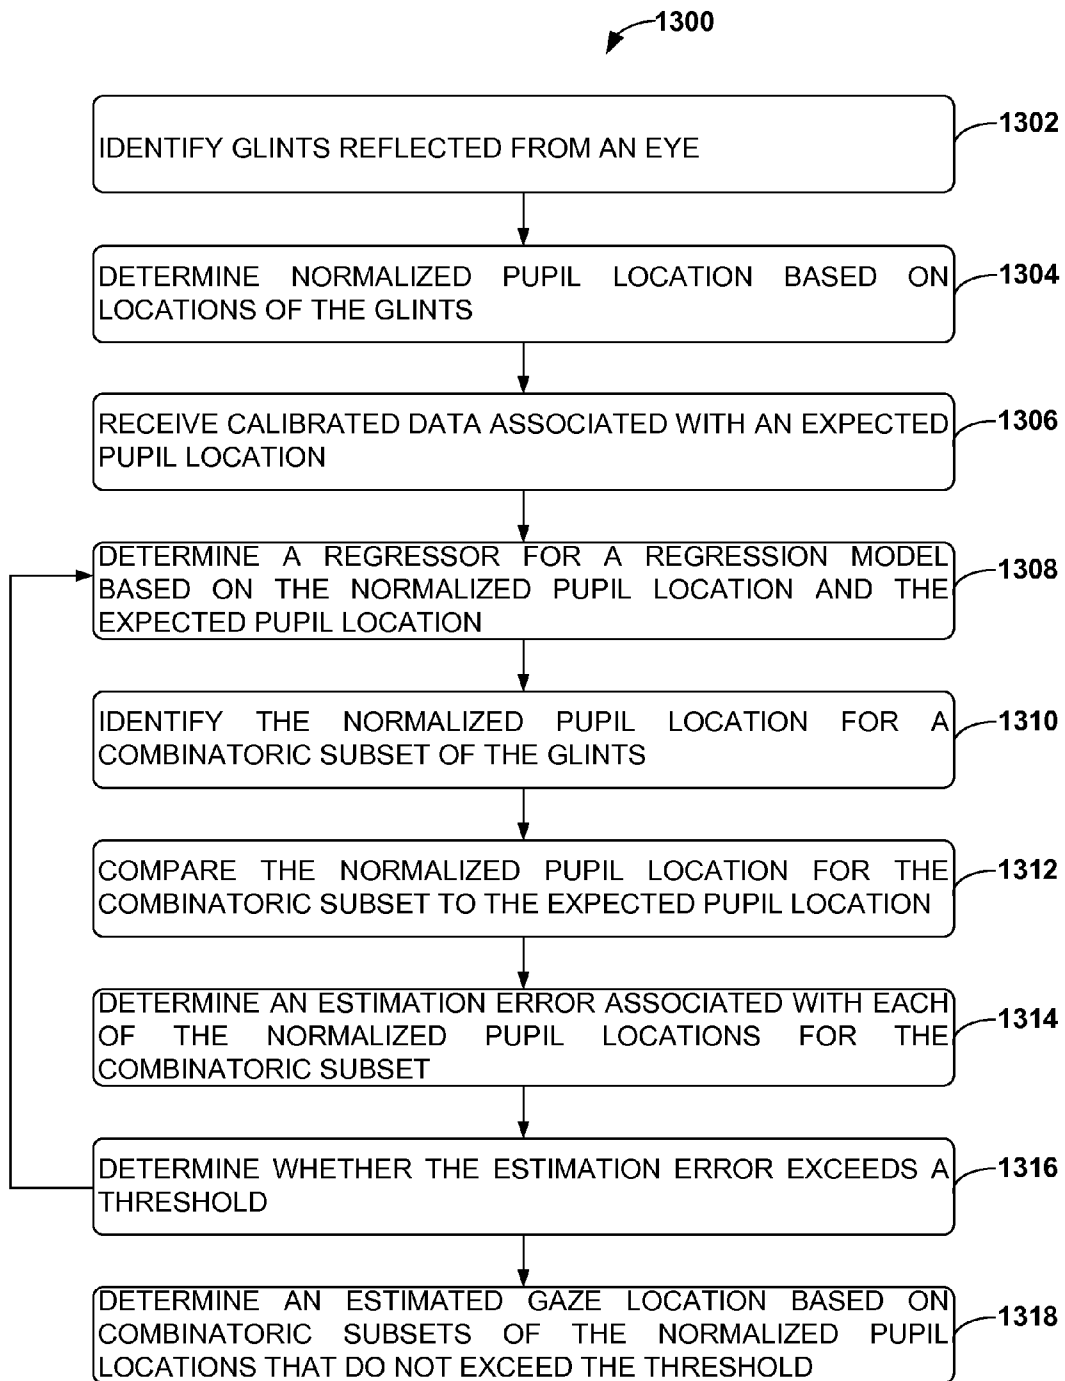 1300
IDENTIFY GLINTS REFLECTED FROM AN EYE
1302
DETERMINE NORMALIZED PUPIL LOCATION BASED ON
LOCATIONS OF THE GLINTS
1304
RECEIVE CALIBRATED DATA ASSOCIATED WITH AN EXPECTED
PUPIL LOCATION
1306
DETERMINE A REGRESSOR FOR A REGRESSION MODEL
BASED ON THE NORMALIZED PUPIL LOCATION AND THE
EXPECTED PUPIL LOCATION
1308
IDENTIFY THE NORMALIZED PUPIL LOCATION FOR A
COMBINATORIC SUBSET OF THE GLINTS
1310
COMPARE THE NORMALIZED PUPIL LOCATION FOR THE
COMBINATORIC SUBSET TO THE EXPECTED PUPIL LOCATION
1312
DETERMINE AN ESTIMATION ERROR ASSOCIATED WITH EACH
OF THE NORMALIZED PUPIL LOCATIONS FOR THE
COMBINATORIC SUBSET
1314
DETERMINE WHETHER THE ESTIMATION ERROR EXCEEDS A
THRESHOLD
1316
DETERMINE AN ESTIMATED GAZE LOCATION BASED ON
COMBINATORIC SUBSETS OF THE NORMALIZED PUPIL
LOCATIONS THAT DO NOT EXCEED THE THRESHOLD
1318